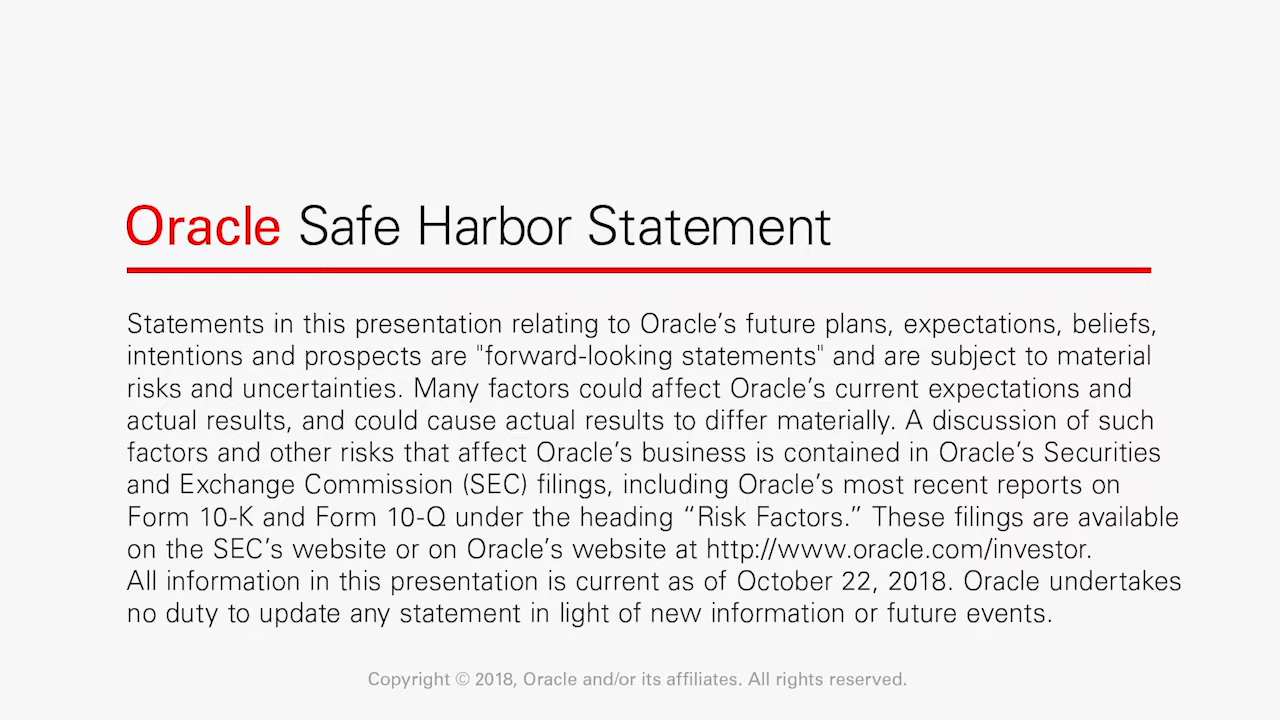 Oracle Safe Harbor Statement
Statements in this presentation relating to Oracle’s future plans, expectations, beliefs,
intentions and prospects are "forward-looking statements" and are subject to material
risks and uncertainties. Many factors could affect Oracle’s current expectations and
actual results, and could cause actual results to differ materially. A discussion of such
factors and other risks that affect Oracle’s business is contained in Oracle’s Securities
and Exchange Commission (SEC) filings, including Oracle’s most recent reports on
Form 10-K and Form 10-Q under the heading “Risk Factors.” These filings are available
on the SEC’s website or on Oracle’s website at http://www.oracle.com/investor.
All information in this presentation is current as of October 22, 2018. Oracle undertakes
no duty to update any statement in light of new information or future events.
Copyright © 2018, Oracle and/or its affiliates. All rights reserved.